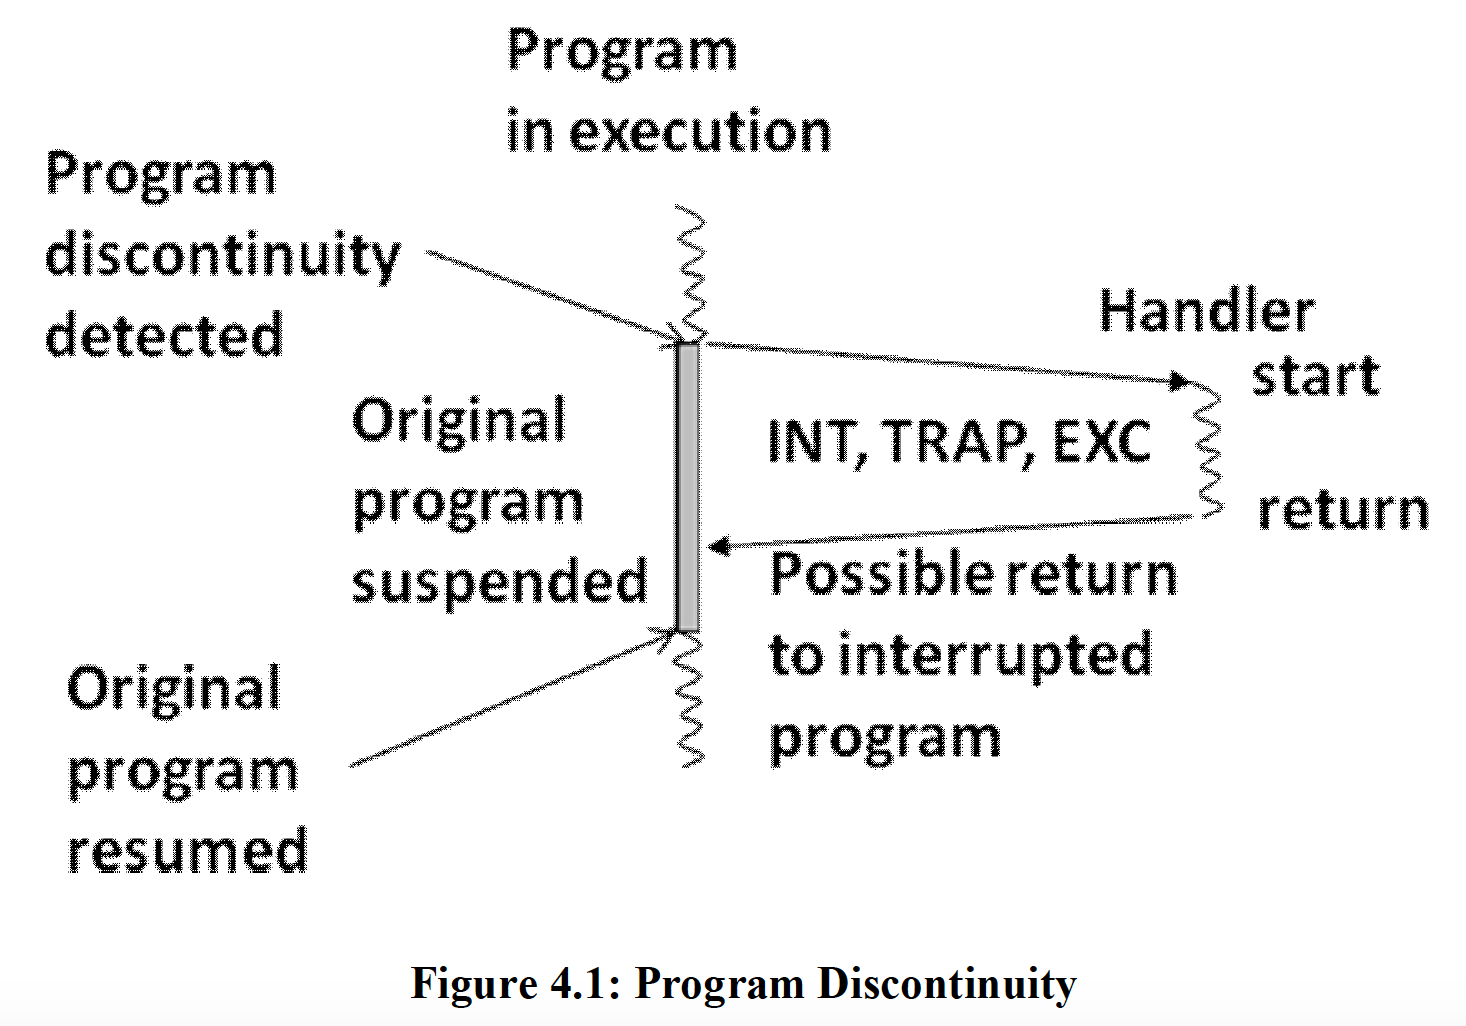 Program
in execution
Program
discontinuity
detected
Handler
start
Original
program
suspended
INT, TRAP, EXC
return
Possible return
to interrupted
program
Original
program
resumed
Figure 4.1: Program Discontinuity